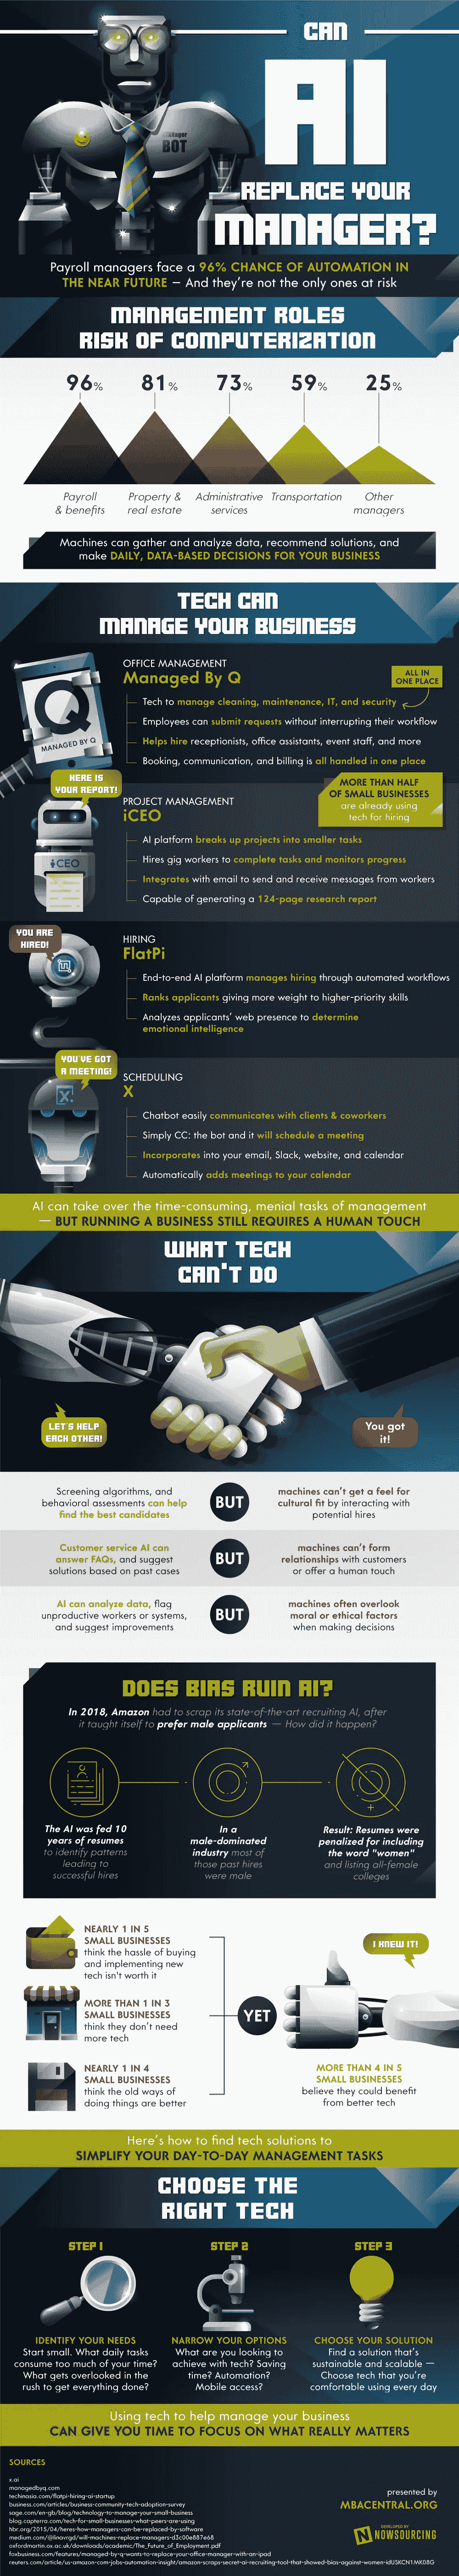 CAN
AI
REPLACE YOUR
MANAGER?
Manager
BOT
Payroll managers face a 96% CHANCE OF AUTOMATION IN
THE NEAR FUTURE — And they're not the only ones at risk
MANAGEMENT ROLES
RISK OF COMPUTERIZATION
96% 81% 73% 59% 25%
Payroll
& benefits
Property &
real estate
Administrative
services
Transportation
Other
managers
Machines can gather and analyze data, recommend solutions, and
make DAILY, DATA-BASED DECISIONS FOR YOUR BUSINESS
TECH CAN
MANAGE YOUR BUSINESS
Q
MANAGED BY Q
OFFICE MANAGEMENT
Managed By Q
ALL IN
ONE PLACE
Tech to manage cleaning, maintenance, IT, and security
Employees can submit requests without interrupting their workflow
Helps hire receptionists, office assistants, event staff, and more
Booking, communication, and billing is all handled in one place
HERE IS
YOUR REPORT!
iCEO
PROJECT MANAGEMENT
iCEO
MORE THAN HALF
OF SMALL BUSINESSES
are already using
tech for hiring
AI platform breaks up projects into smaller tasks
Hires gig workers to complete tasks and monitors progress
Integrates with email to send and receive messages from workers
Capable of generating a 124-page research report
YOU ARE
HIRED!
HIRING
FlatPi
End-to-end AI platform manages hiring through automated workflows
Ranks applicants giving more weight to higher-priority skills
Analyzes applicants' web presence to determine
emotional intelligence
YOU'VE GOT
A MEETING!
X.
SCHEDULING
X
Chatbot easily communicates with clients & coworkers
Simply CC: the bot and it will schedule a meeting
Incorporates into your email, Slack, website, and calendar
Automatically adds meetings to your calendar
AI can take over the time-consuming, menial tasks of management
— BUT RUNNING A BUSINESS STILL REQUIRES A HUMAN TOUCH
WHAT TECH
CAN'T DO
LET'S HELP
EACH OTHER!
You got
it!
Screening algorithms, and
behavioral assessments can help
find the best candidates
BUT
machines can't get a feel for
cultural fit by interacting with
potential hires
Customer service AI can
answer FAQs, and suggest
solutions based on past cases
BUT
machines can't form
relationships with customers
or offer a human touch
AI can analyze data, flag
unproductive workers or systems,
and suggest improvements
BUT
machines often overlook
moral or ethical factors
when making decisions
DOES BIAS RUIN AI?
In 2018, Amazon had to scrap its state-of-the-art recruiting AI, after
it taught itself to prefer male applicants — How did it happen?
The AI was fed 10
years of resumes
to identify patterns
leading to
successful hires
In a
male-dominated
industry most of
those past hires
were male
Result: Resumes were
penalized for including
the word "women"
and listing all-female
colleges
NEARLY 1 IN 5
SMALL BUSINESSES
think the hassle of buying
and implementing new
tech isn't worth it
MORE THAN 1 IN 3
SMALL BUSINESSES
think they don't need
more tech
NEARLY 1 IN 4
SMALL BUSINESSES
think the old ways of
doing things are better
YET
I KNEW IT!
MORE THAN 4 IN 5
SMALL BUSINESSES
believe they could benefit
from better tech
Here's how to find tech solutions to
SIMPLIFY YOUR DAY-TO-DAY MANAGEMENT TASKS
CHOOSE THE
RIGHT TECH
STEP 1
IDENTIFY YOUR NEEDS
Start small. What daily tasks
consume too much of your time?
What gets overlooked in the
rush to get everything done?
STEP 2
NARROW YOUR OPTIONS
What are you looking to
achieve with tech? Saving
time? Automation?
Mobile access?
STEP 3
CHOOSE YOUR SOLUTION
Find a solution that's
sustainable and scalable —
Choose tech that you're
comfortable using every day
Using tech to help manage your business
CAN GIVE YOU TIME TO FOCUS ON WHAT REALLY MATTERS
SOURCES
x.ai
managedbyq.com
techinasia.com/flatpi-hiring-ai-startup
business.com/articles/business-community-tech-adoption-survey
sage.com/en-gb/blog/technology-to-manage-your-small-business
blog.capterra.com/tech-for-small-businesses-what-peers-are-using
hbr.org/2015/04/heres-how-managers-can-be-replaced-by-software
medium.com/@linavrgd/will-machines-replace-managers-d3c00e887e68
oxfordmartin.ox.ac.uk/downloads/academic/The_Future_of_Employment.pdf
foxbusiness.com/features/managed-by-q-wants-to-replace-your-office-manager-with-an-ipad
reuters.com/article/us-amazon-com-jobs-automation-insight/amazon-scraps-secret-ai-recruiting-tool-that-showed-bias-against-women-idUSKCN1MK08G
presented by
MBACENTRAL.ORG
DEVELOPED BY
NOWSOURCING